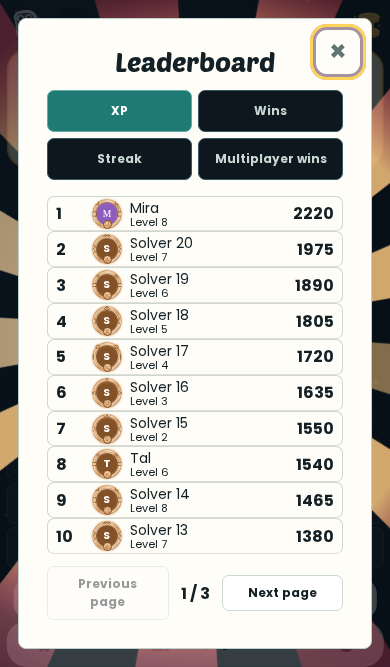 Leaderboard
✖
XP
Wins
Streak
Multiplayer wins
1 M Mira 2220
Level 8
2 S Solver 20 1975
Level 7
3 S Solver 19 1890
Level 6
4 S Solver 18 1805
Level 5
5 S Solver 17 1720
Level 4
6 S Solver 16 1635
Level 3
7 S Solver 15 1550
Level 2
8 T Tal 1540
Level 6
9 S Solver 14 1465
Level 8
10 S Solver 13 1380
Level 7
Previous
page
1 / 3
Next page